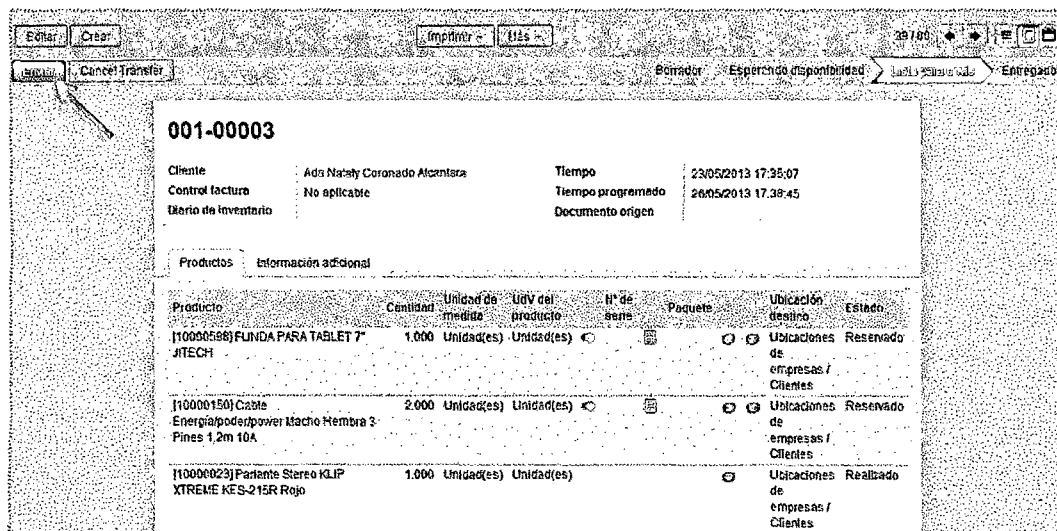 Editar Crear Imprimir Más 39 / 80
Enviar Cancel Transfer Borrador Esperando disponibilidad Entregado
001-00003
Cliente Ada Nataly Coronado Alcantara Tiempo 23/05/2013 17:35:07
Control factura No aplicable Tiempo programado 26/05/2013 17:38:45
Diario de inventario Documento origen
Productos Información adicional
Producto Cantidad Unidad de medida UdV del producto Nº de serie Paquete Ubicación destino Estado
[10000598] FUNDA PARA TABLET 7" 1.000 Unidad(es) Unidad(es) Ubicaciones Reservado
JITECH de
empresas /
Clientes
[10000150] Cable 2.000 Unidad(es) Unidad(es) Ubicaciones Reservado
Energia/poder/power Macho Hembra 3 de
Pines 1,2m 10A empresas /
Clientes
[10000023] Parlante Stereo KLIP 1.000 Unidad(es) Unidad(es) Ubicaciones Realizado
XTREME KES-215R Rojo de
empresas /
Clientes